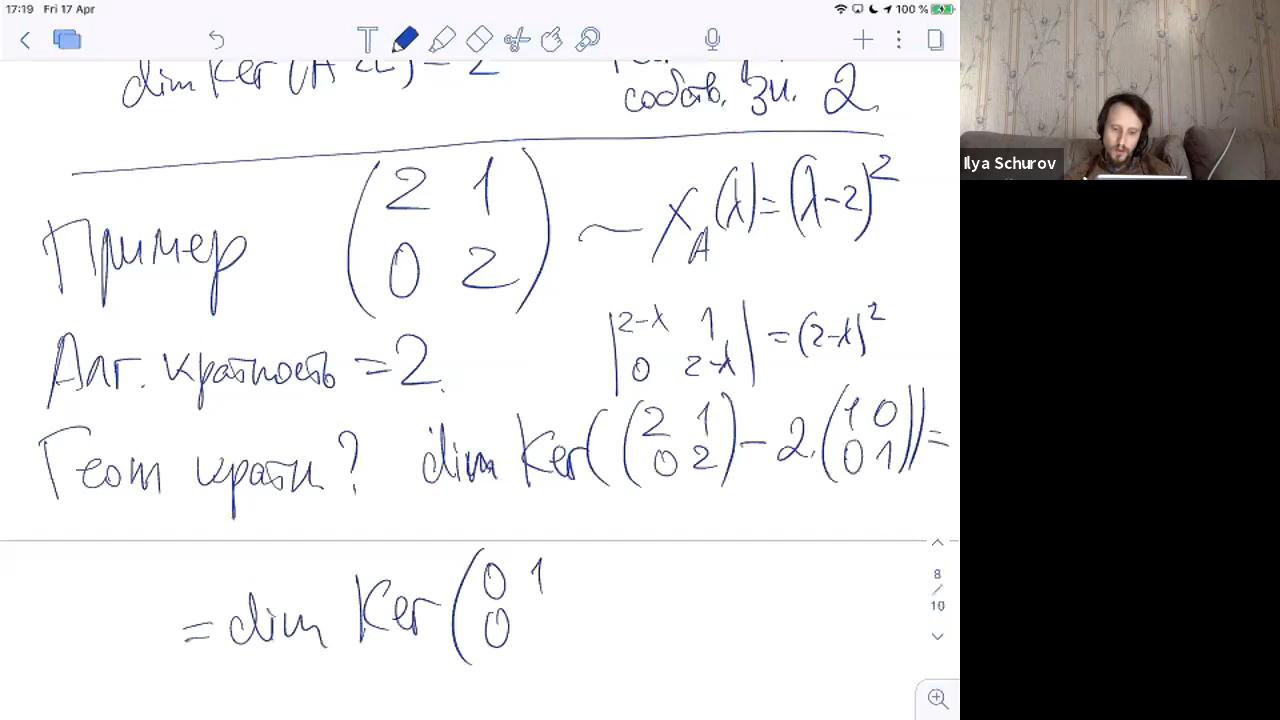 17:19 Fri 17 Apr
100 %
dim Ker(A-2E) = 2
собств. зн. 2.
Пример (2 1; 0 2) ~ χ_A(λ) = (λ-2)^2
|2-λ 1; 0 2-λ| = (2-λ)^2
Алг. кратность = 2.
Геом кратн ? dim Ker((2 1; 0 2) - 2·(1 0; 0 1)) =
= dim Ker (0 1; 0
8 / 10
Ilya Schurov